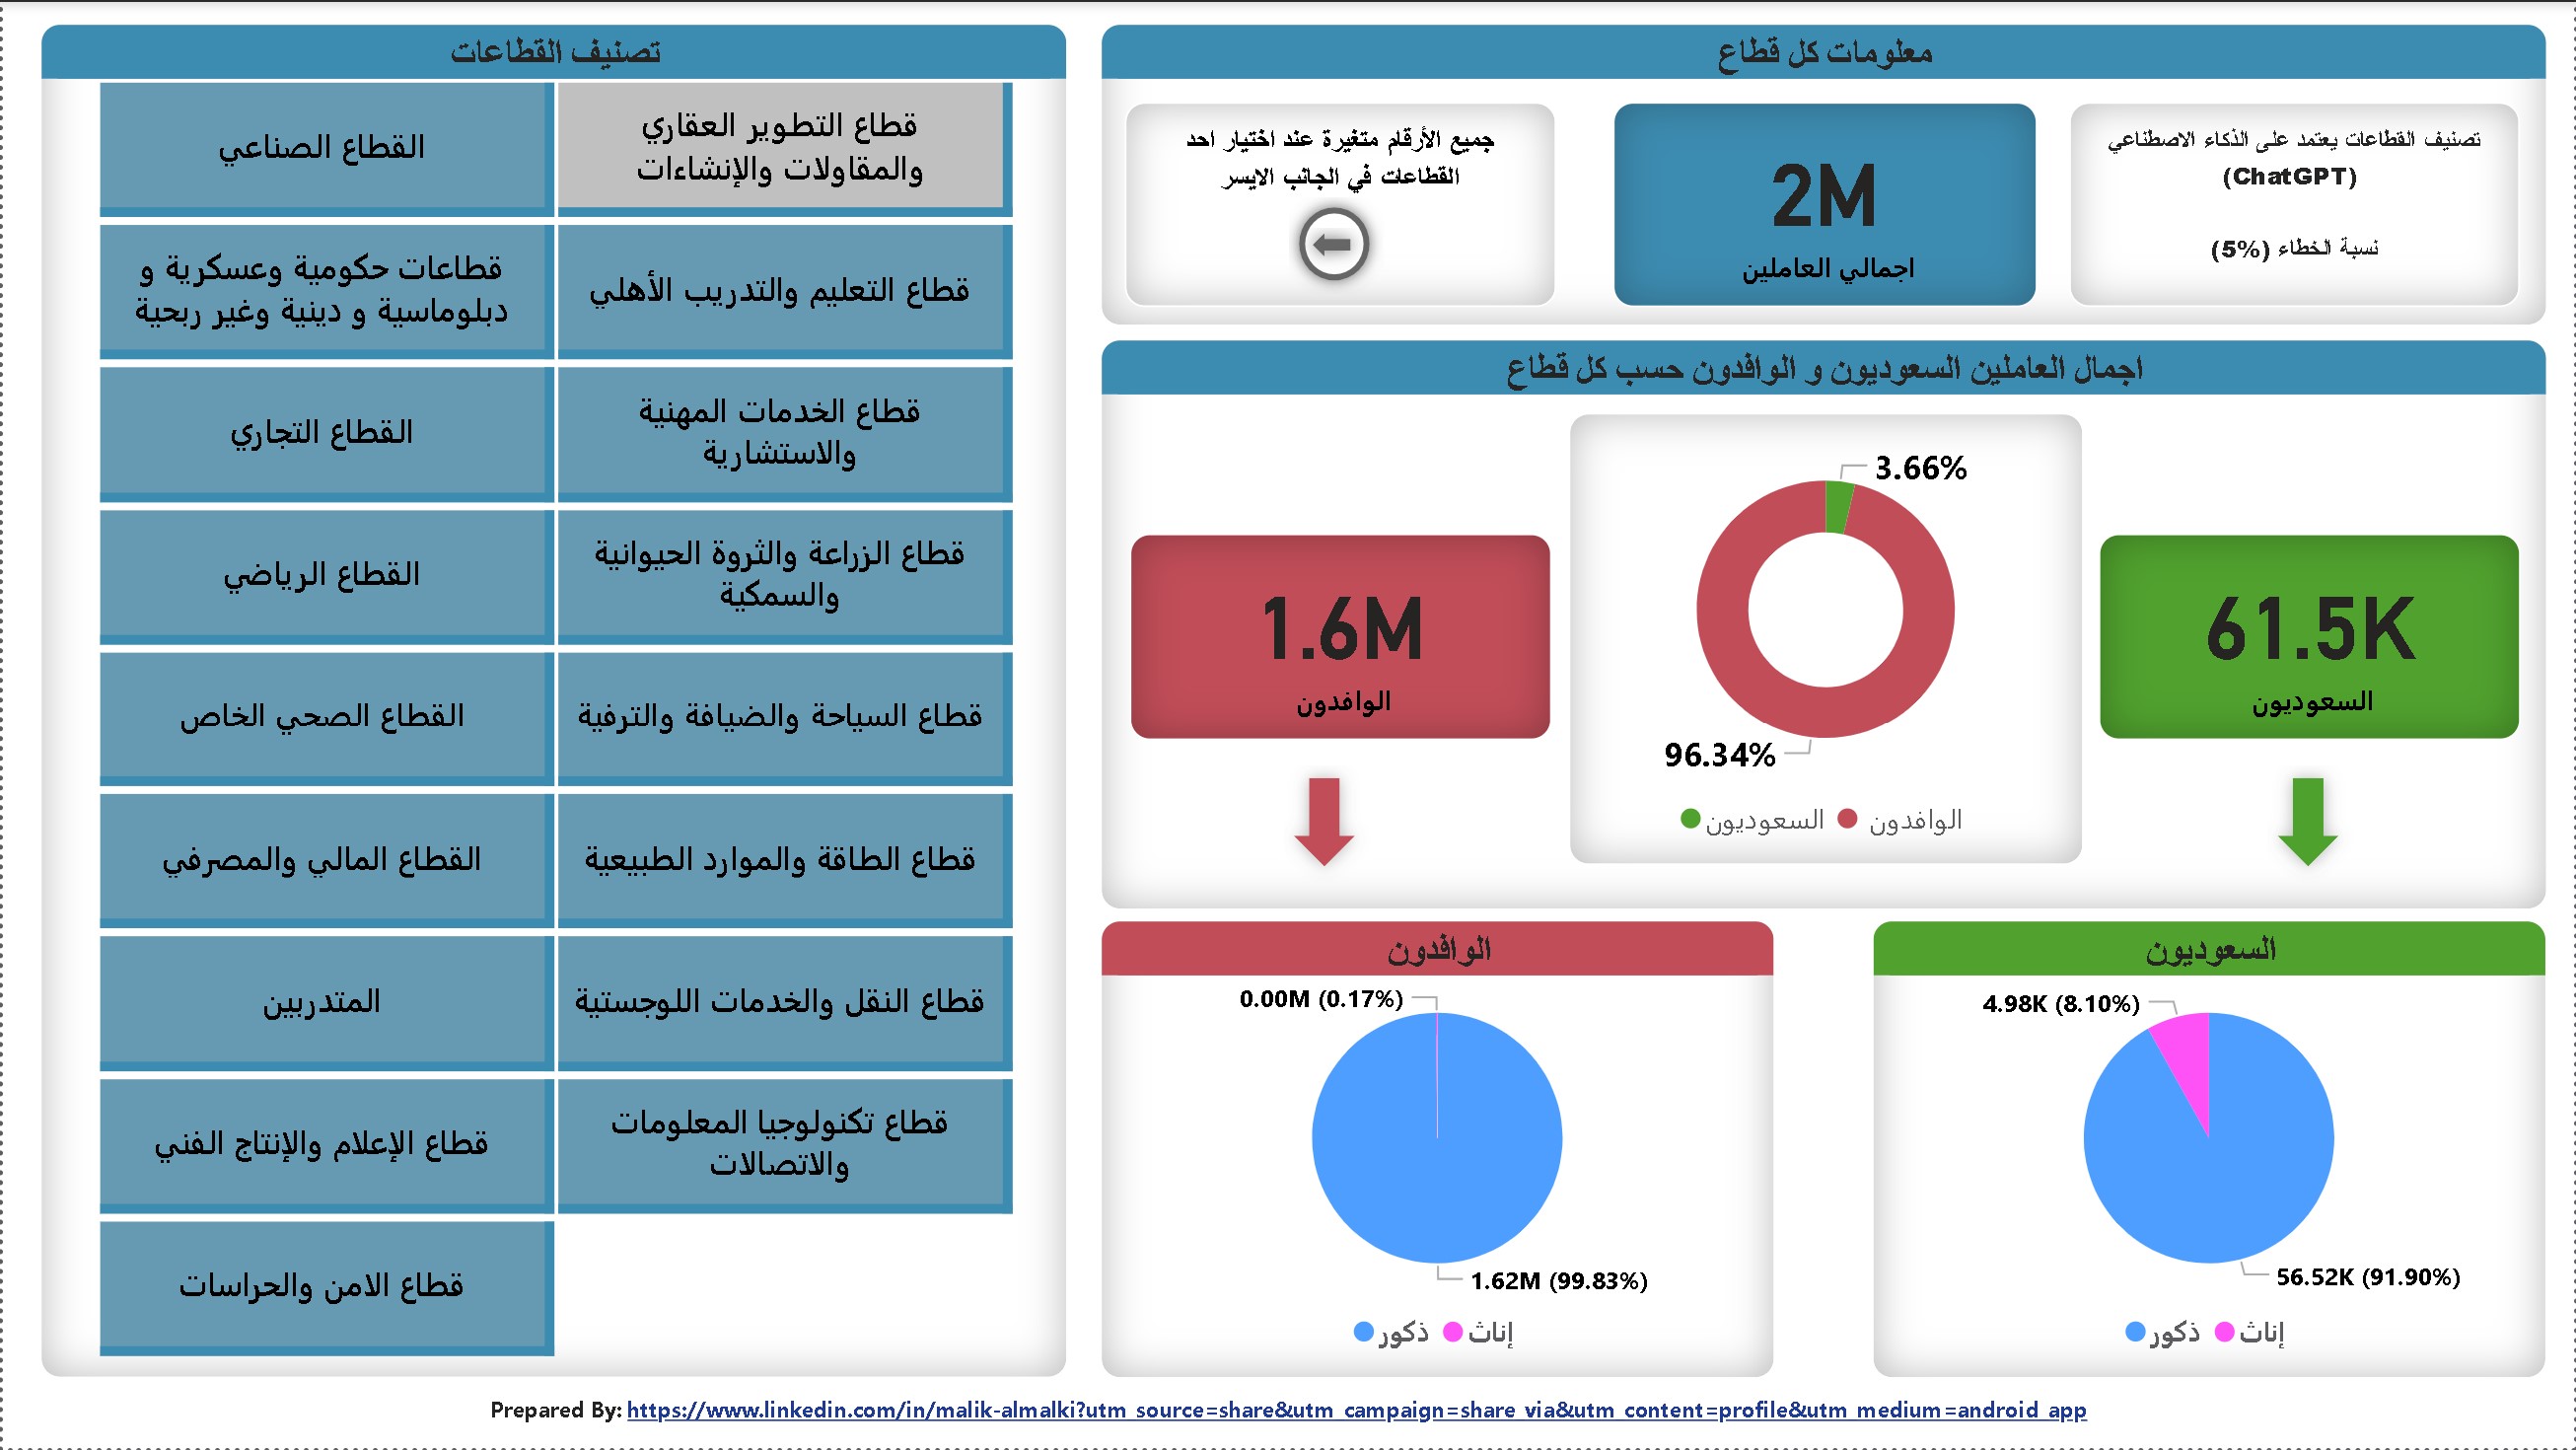 معلومات كل قطاع
تصنيف القطاعات يعتمد على الذكاء الاصطناعي
(ChatGPT)
نسبة الخطاء (5%)
2M
اجمالي العاملين
جميع الأرقام متغيرة عند اختيار احد
القطاعات في الجانب الايسر
اجمال العاملين السعوديون و الوافدون حسب كل قطاع
61.5K
السعوديون
3.66%
96.34%
السعوديون
الوافدون
1.6M
الوافدون
السعوديون
4.98K (8.10%)
56.52K (91.90%)
ذكور
إناث
الوافدون
0.00M (0.17%)
1.62M (99.83%)
ذكور
إناث
تصنيف القطاعات
قطاع التطوير العقاري
والمقاولات والإنشاءات
القطاع الصناعي
قطاع التعليم والتدريب الأهلي
قطاعات حكومية وعسكرية و
دبلوماسية و دينية وغير ربحية
قطاع الخدمات المهنية
والاستشارية
القطاع التجاري
قطاع الزراعة والثروة الحيوانية
والسمكية
القطاع الرياضي
قطاع السياحة والضيافة والترفية
القطاع الصحي الخاص
قطاع الطاقة والموارد الطبيعية
القطاع المالي والمصرفي
قطاع النقل والخدمات اللوجستية
المتدربين
قطاع تكنولوجيا المعلومات
والاتصالات
قطاع الإعلام والإنتاج الفني
قطاع الامن والحراسات
Prepared By: https://www.linkedin.com/in/malik-almalki?utm_source=share&utm_campaign=share_via&utm_content=profile&utm_medium=android_app